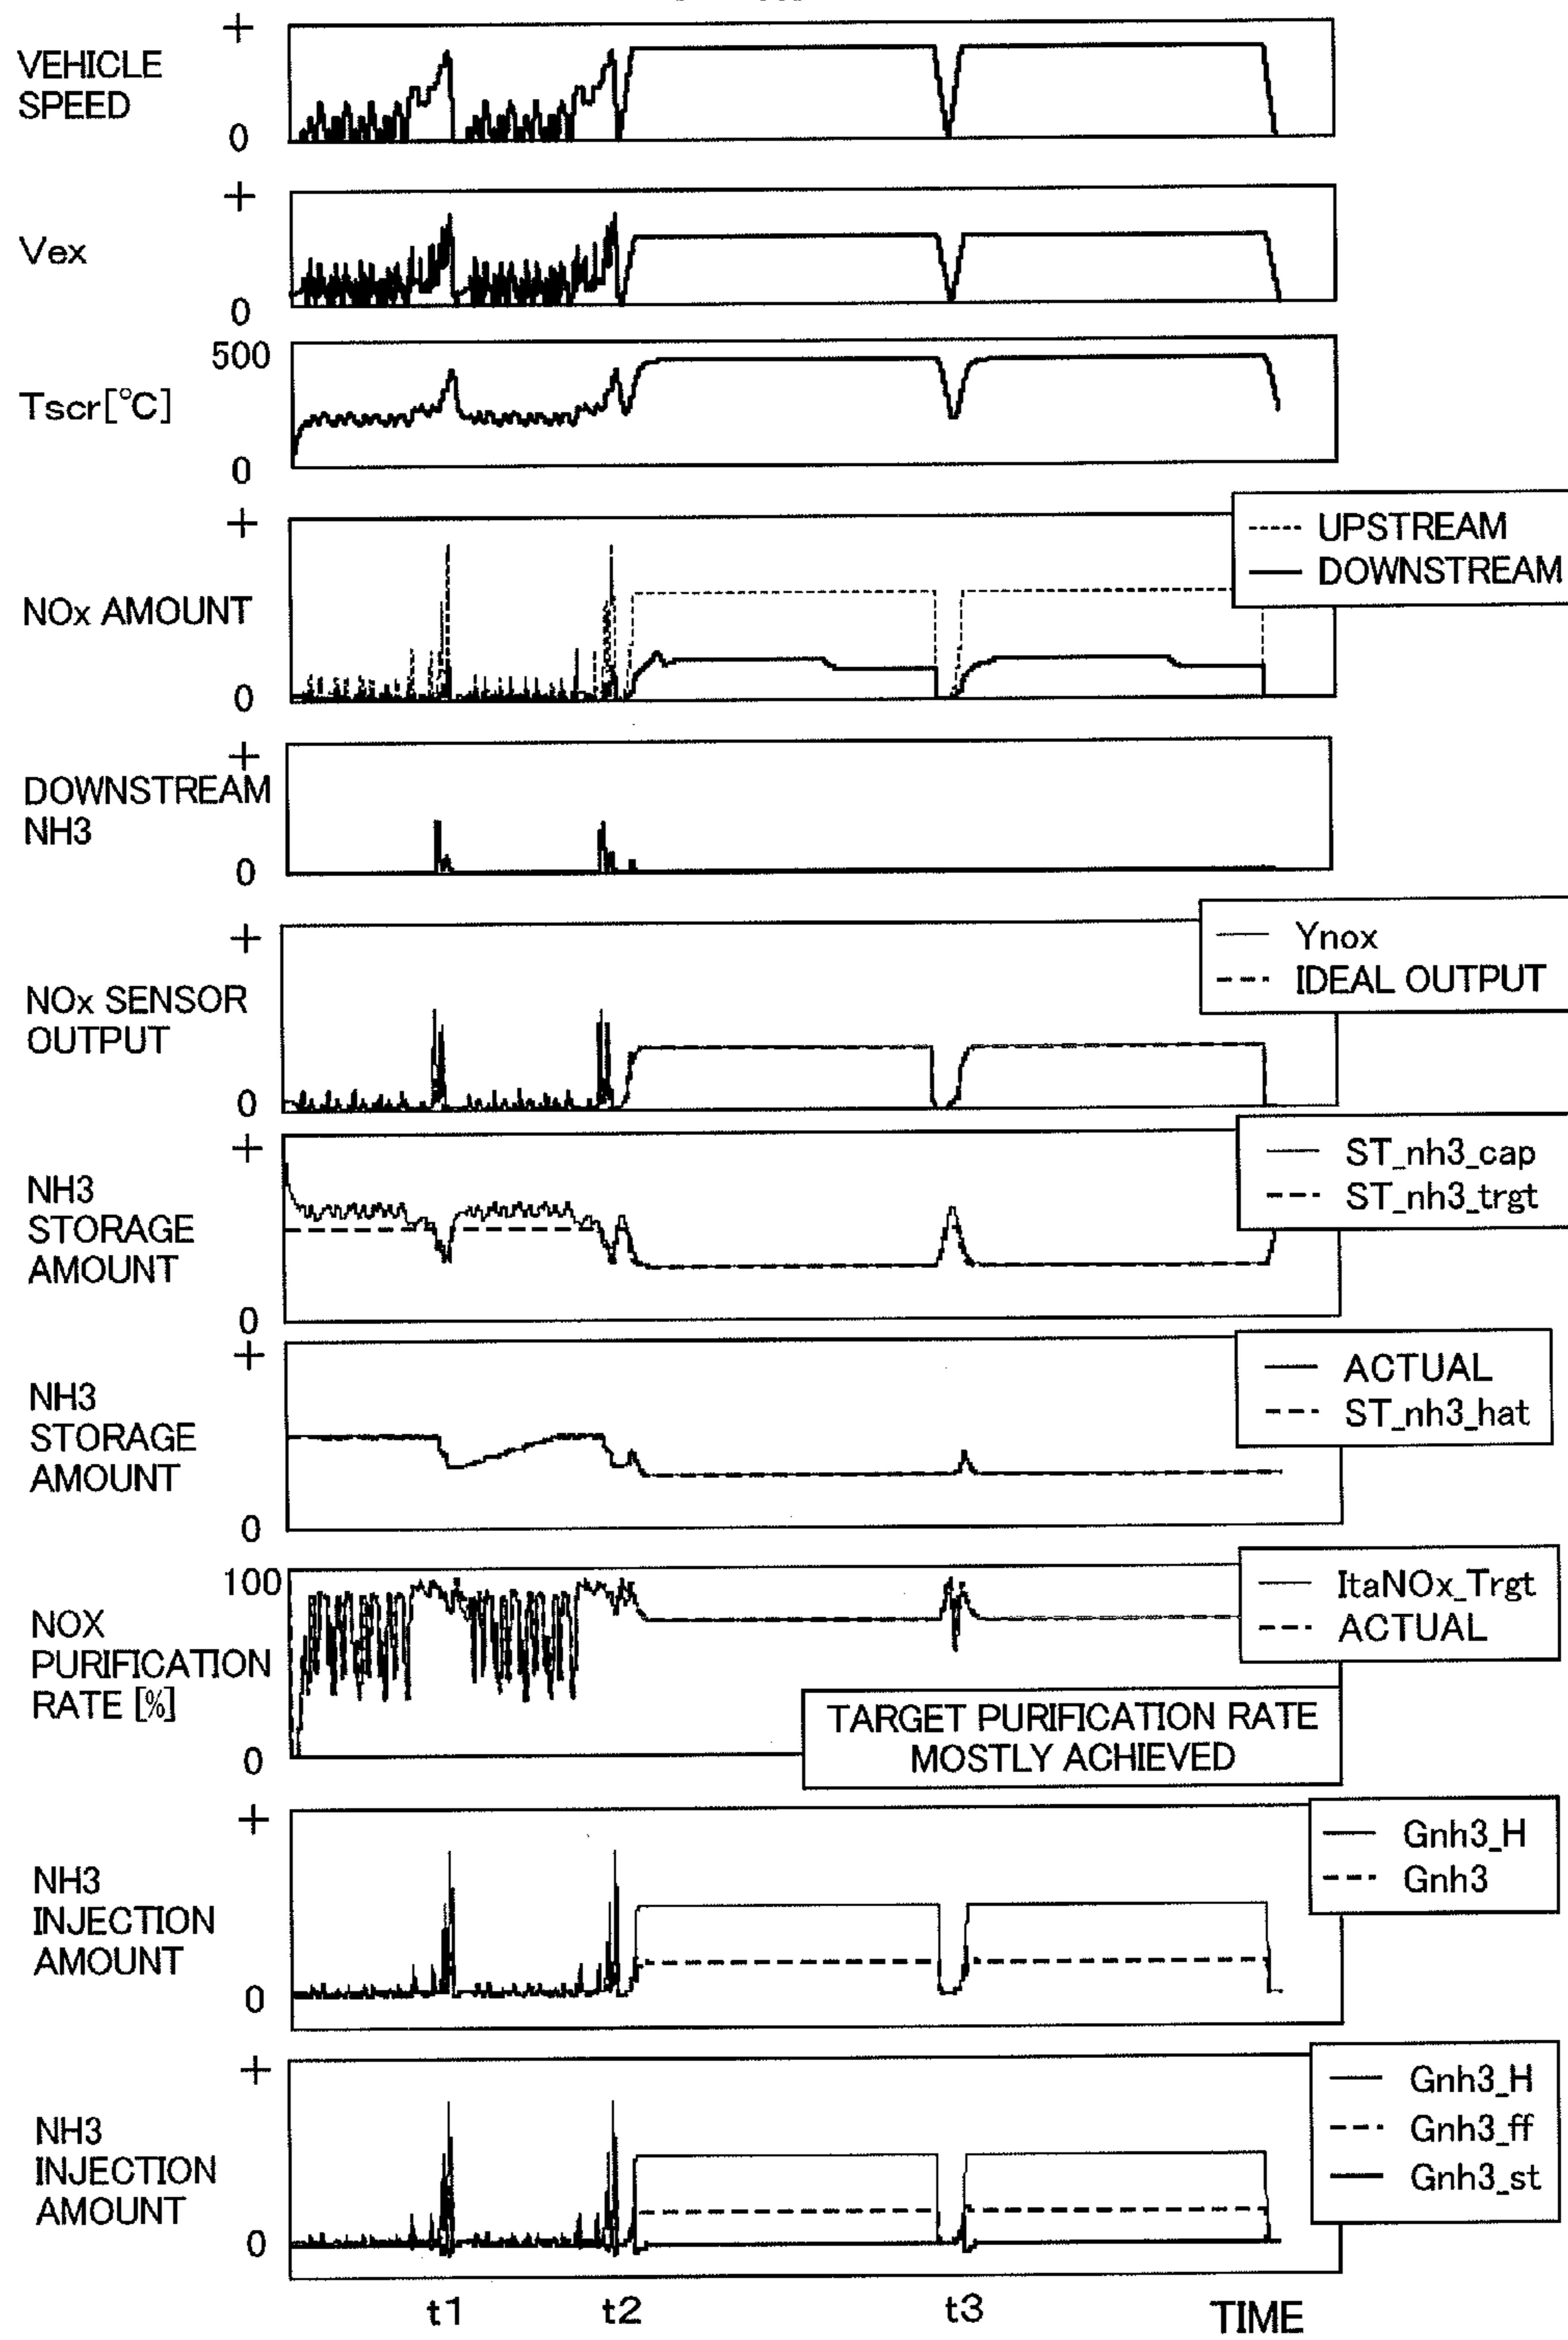 +
VEHICLE
SPEED
0
+
Vex
0
500
Tscr[℃]
0
+
UPSTREAM
DOWNSTREAM
NOx AMOUNT
0
+
DOWNSTREAM
NH3
0
+
Ynox
IDEAL OUTPUT
NOx SENSOR
OUTPUT
0
+
ST_nh3_cap
ST_nh3_trgt
NH3
STORAGE
AMOUNT
0
+
ACTUAL
ST_nh3_hat
NH3
STORAGE
AMOUNT
0
100
ItaNOx_Trgt
ACTUAL
NOX
PURIFICATION
RATE [%]
TARGET PURIFICATION RATE
MOSTLY ACHIEVED
0
+
Gnh3_H
Gnh3
NH3
INJECTION
AMOUNT
0
+
Gnh3_H
Gnh3_ff
Gnh3_st
NH3
INJECTION
AMOUNT
0
t1 t2 t3 TIME